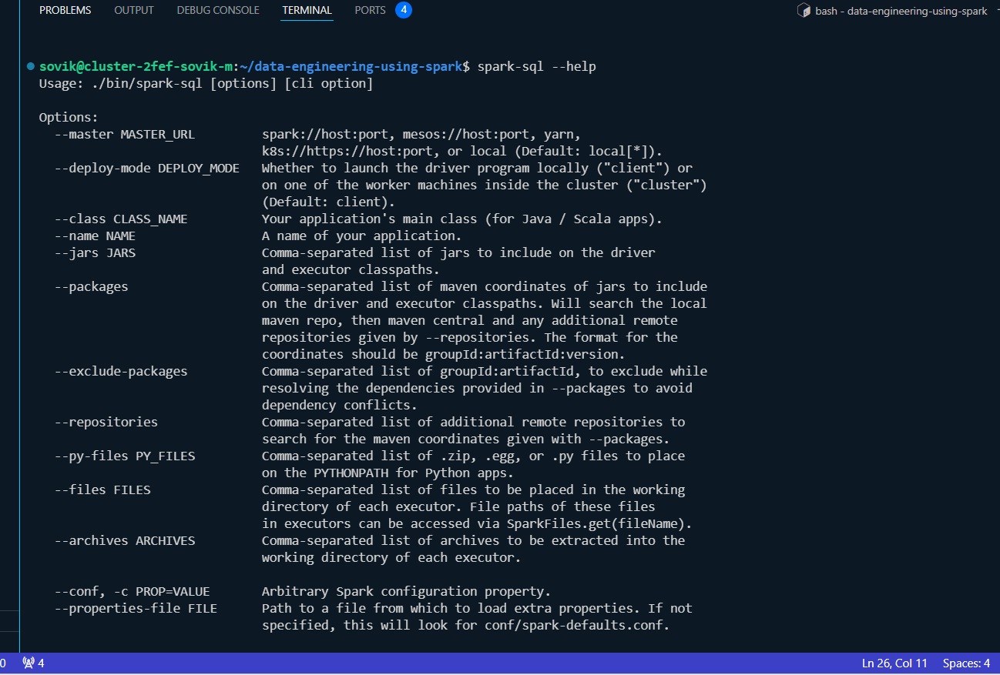 PROBLEMS OUTPUT DEBUG CONSOLE TERMINAL PORTS 4 bash - data-engineering-using-spark
sovik@cluster-2fef-sovik-m:~/data-engineering-using-spark$ spark-sql --help
Usage: ./bin/spark-sql [options] [cli option]
Options:
--master MASTER_URL spark://host:port, mesos://host:port, yarn,
k8s://https://host:port, or local (Default: local[*]).
--deploy-mode DEPLOY_MODE Whether to launch the driver program locally ("client") or
on one of the worker machines inside the cluster ("cluster")
(Default: client).
--class CLASS_NAME Your application's main class (for Java / Scala apps).
--name NAME A name of your application.
--jars JARS Comma-separated list of jars to include on the driver
and executor classpaths.
--packages Comma-separated list of maven coordinates of jars to include
on the driver and executor classpaths. Will search the local
maven repo, then maven central and any additional remote
repositories given by --repositories. The format for the
coordinates should be groupId:artifactId:version.
--exclude-packages Comma-separated list of groupId:artifactId, to exclude while
resolving the dependencies provided in --packages to avoid
dependency conflicts.
--repositories Comma-separated list of additional remote repositories to
search for the maven coordinates given with --packages.
--py-files PY_FILES Comma-separated list of .zip, .egg, or .py files to place
on the PYTHONPATH for Python apps.
--files FILES Comma-separated list of files to be placed in the working
directory of each executor. File paths of these files
in executors can be accessed via SparkFiles.get(fileName).
--archives ARCHIVES Comma-separated list of archives to be extracted into the
working directory of each executor.
--conf, -c PROP=VALUE Arbitrary Spark configuration property.
--properties-file FILE Path to a file from which to load extra properties. If not
specified, this will look for conf/spark-defaults.conf.
0 4 Ln 26, Col 11 Spaces: 4